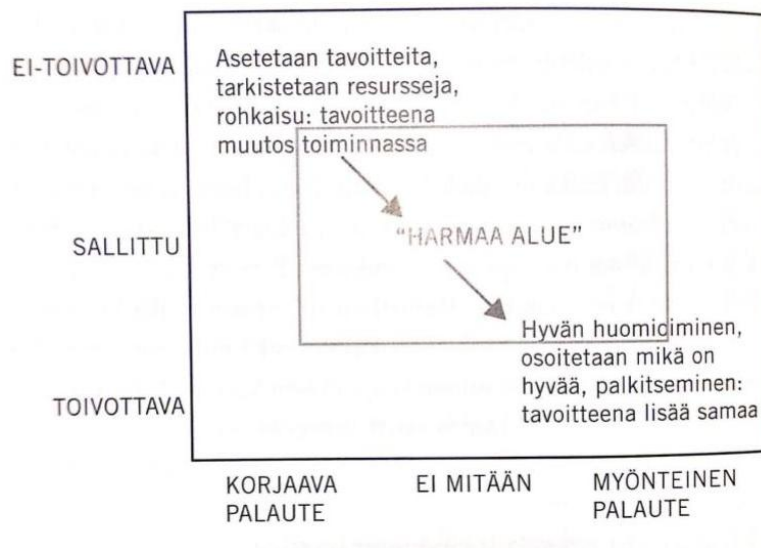 EI-TOIVOTTAVA
Asetetaan tavoitteita,
tarkistetaan resursseja,
rohkaisu: tavoitteena
muutos toiminnassa
SALLITTU
“HARMAA ALUE”
Hyvän huomioiminen,
osoitetaan mikä on
hyvää, palkitseminen:
tavoitteena lisää samaa
TOIVOTTAVA
KORJAAVA
PALAUTE
EI MITÄÄN
MYÖNTEINEN
PALAUTE